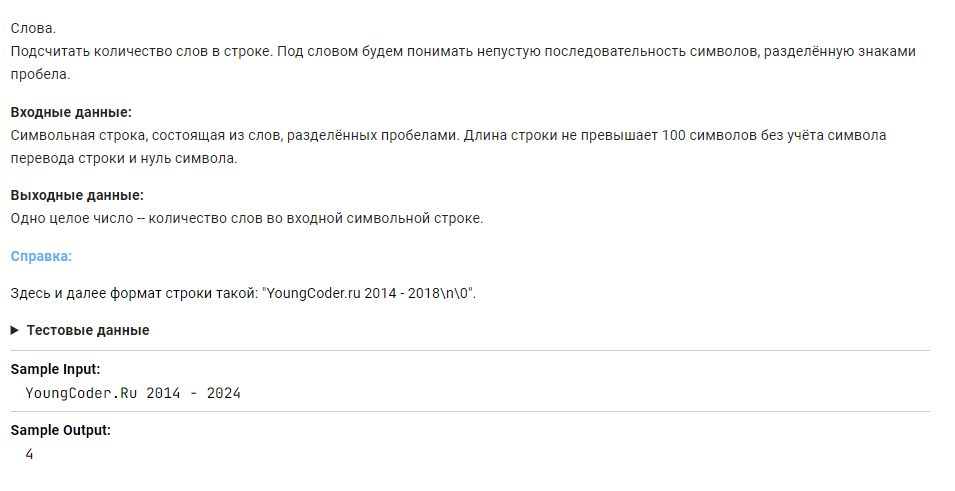 Слова.
Подсчитать количество слов в строке. Под словом будем понимать непустую последовательность символов, разделённую знаками
пробела.
Входные данные:
Символьная строка, состоящая из слов, разделённых пробелами. Длина строки не превышает 100 символов без учёта символа
перевода строки и нуль символа.
Выходные данные:
Одно целое число -- количество слов во входной символьной строке.
Справка:
Здесь и далее формат строки такой: "YoungCoder.ru 2014 - 2018\n\0".
Тестовые данные
Sample Input:
YoungCoder.Ru 2014 - 2024
Sample Output:
4